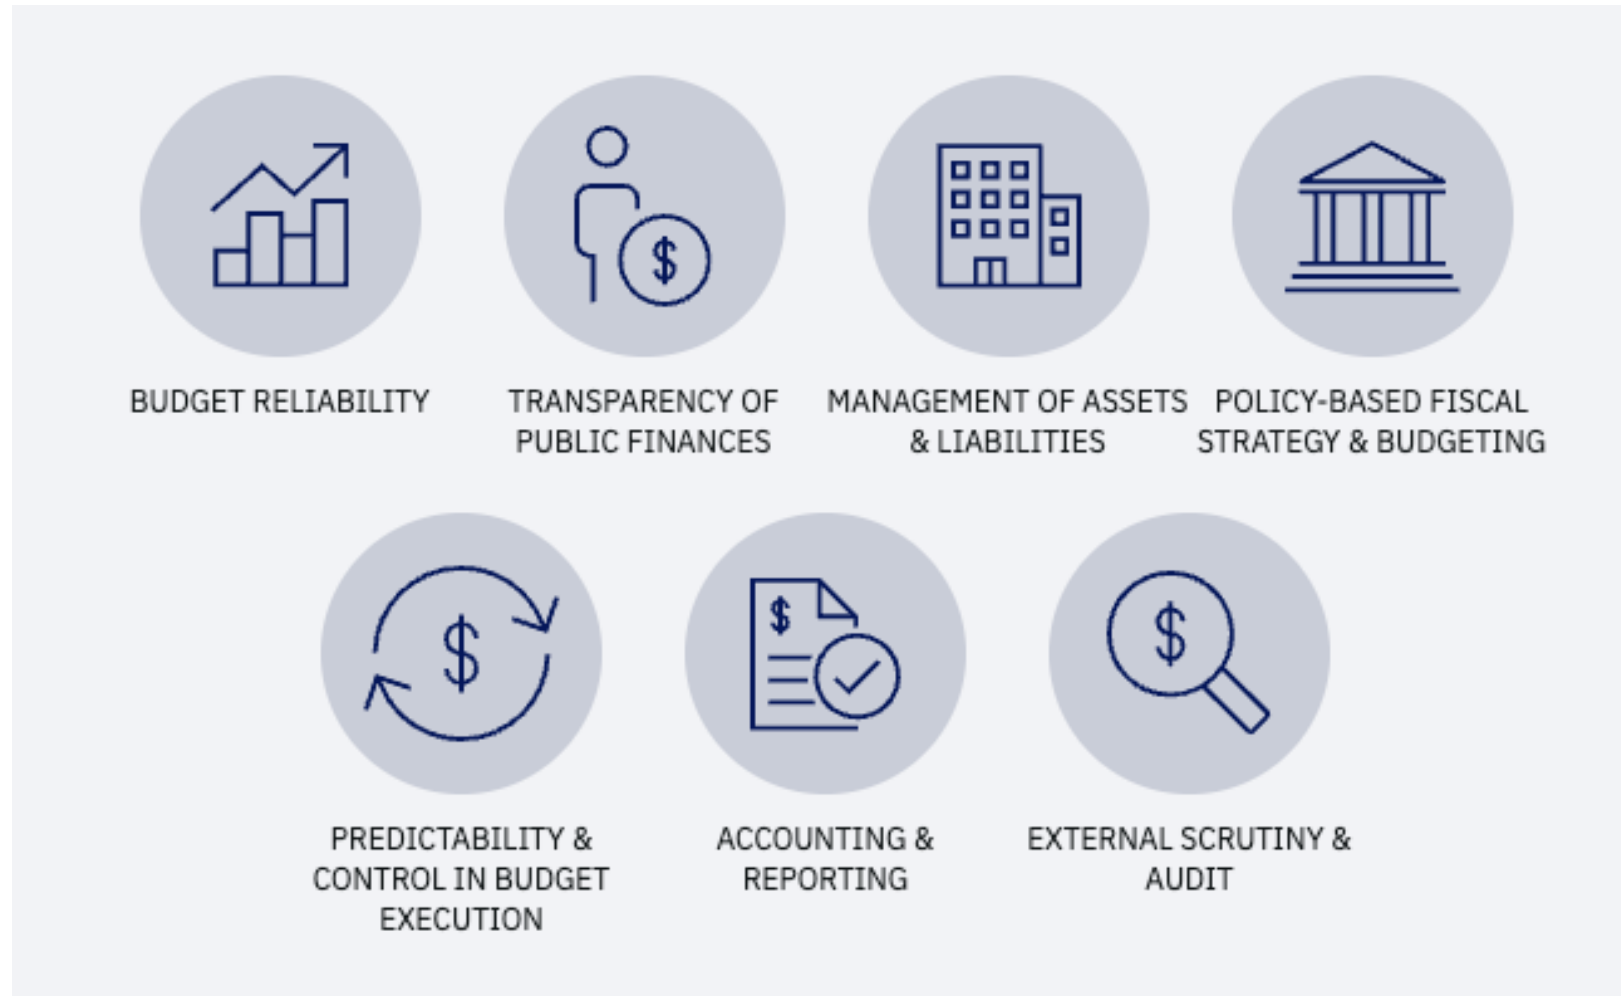 BUDGET RELIABILITY
TRANSPARENCY OF
PUBLIC FINANCES
MANAGEMENT OF ASSETS
& LIABILITIES
POLICY-BASED FISCAL
STRATEGY & BUDGETING
$
$
$
$
PREDICTABILITY &
CONTROL IN BUDGET
EXECUTION
ACCOUNTING &
REPORTING
EXTERNAL SCRUTINY &
AUDIT